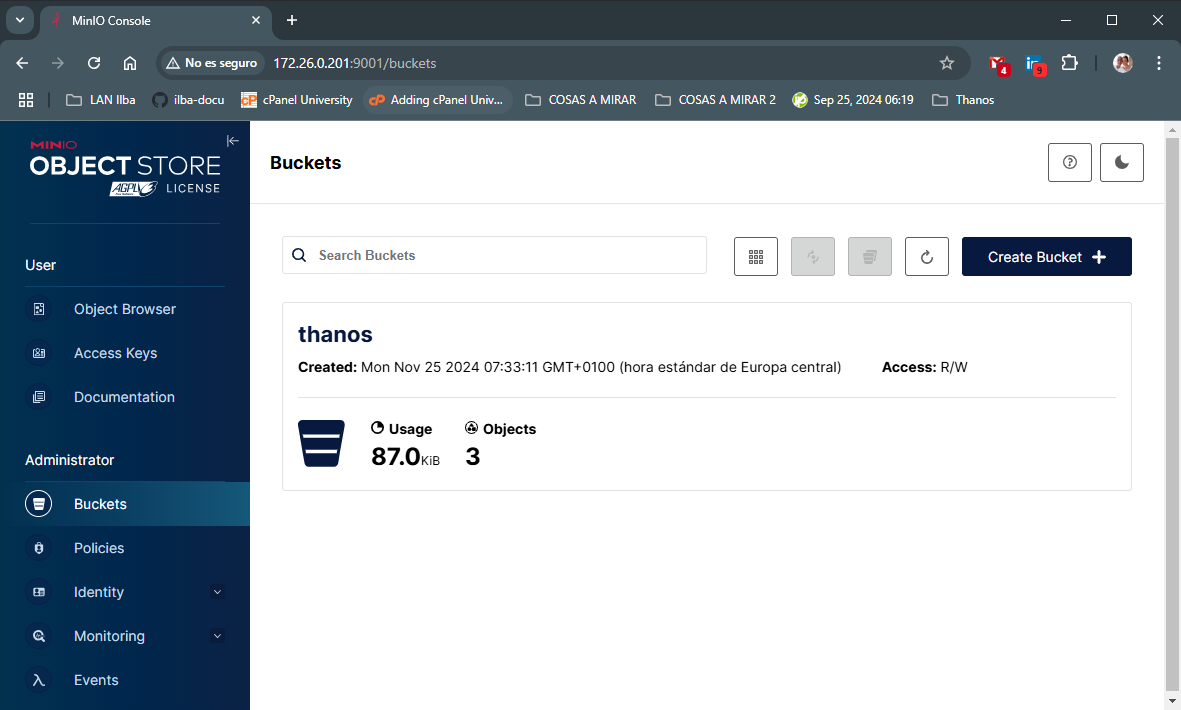 MinIO Console
No es seguro
172.26.0.201:9001/buckets
4
9
LAN Ilba
ilba-docu
cPanel University
Adding cPanel Univ...
COSAS A MIRAR
COSAS A MIRAR 2
Sep 25, 2024 06:19
Thanos
MINIO
OBJECT STORE
AGPLv3 LICENSE
User
Object Browser
Access Keys
Documentation
Administrator
Buckets
Policies
Identity
Monitoring
Events
Buckets
Search Buckets
Create Bucket
thanos
Created: Mon Nov 25 2024 07:33:11 GMT+0100 (hora estándar de Europa central)
Access: R/W
Usage
87.0KiB
Objects
3